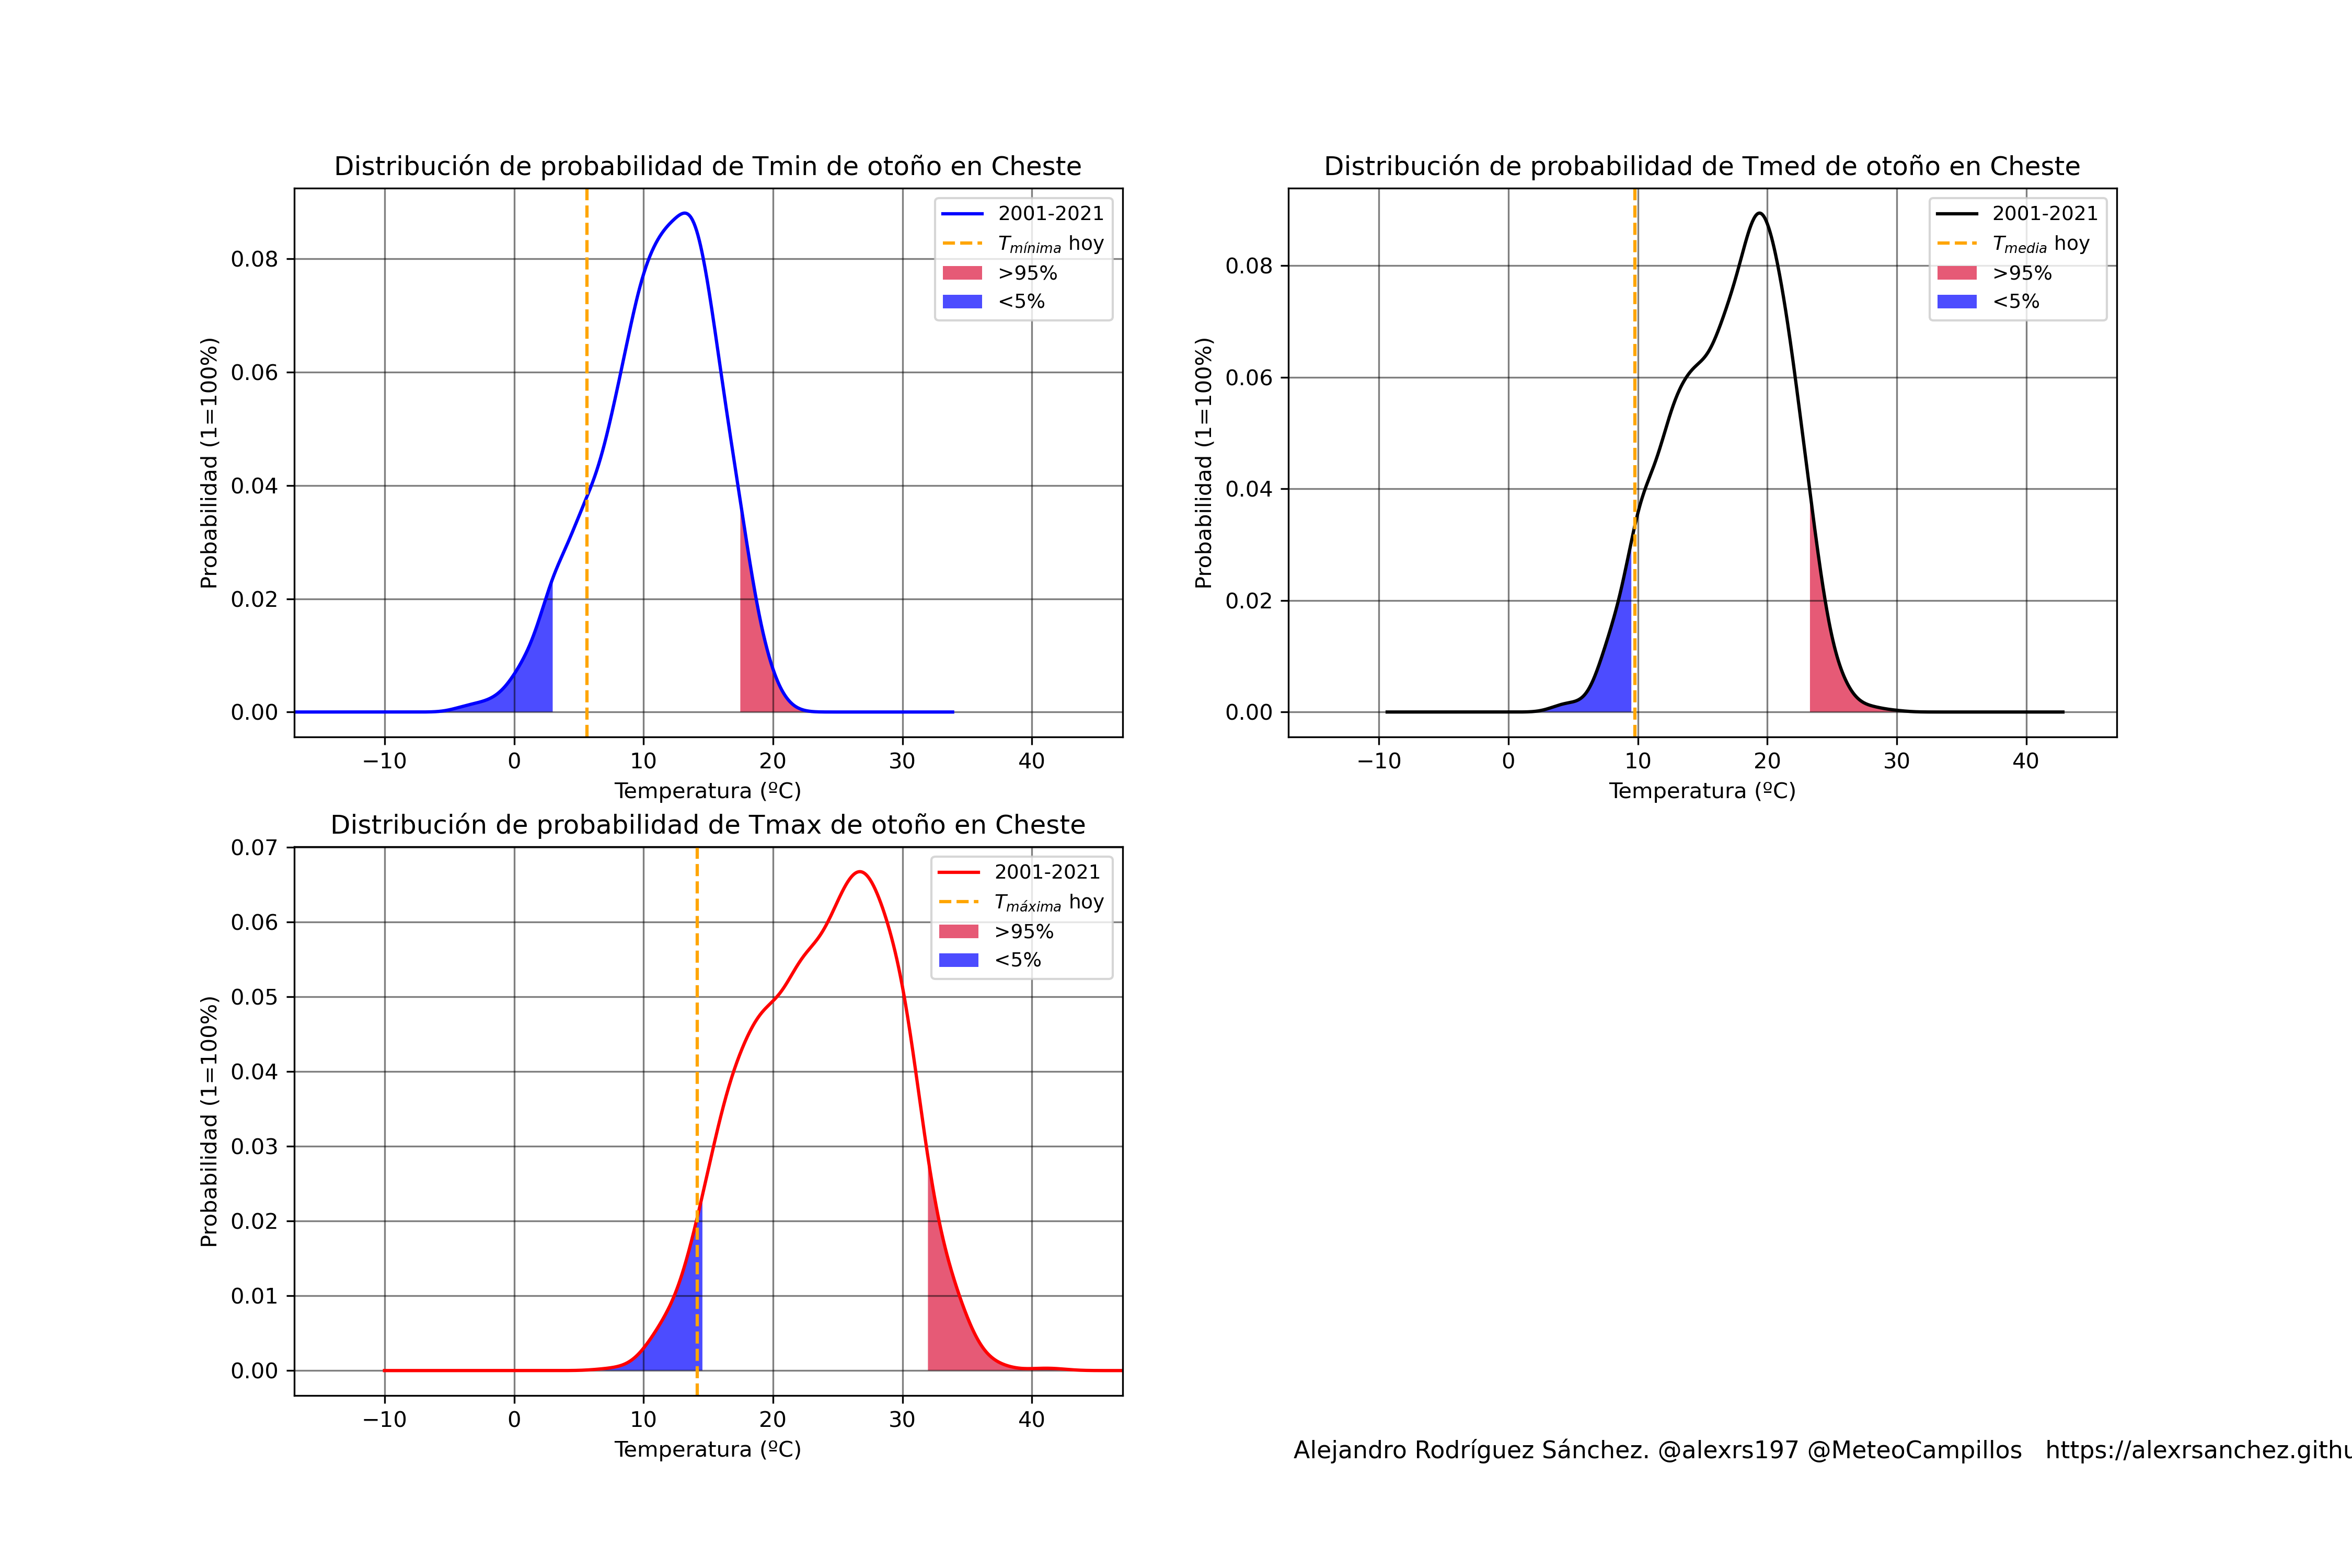 Distribución de probabilidad de Tmin de otoño en Cheste
Probabilidad (1=100%)
0.08
0.06
0.04
0.02
0.00
−10 0 10 20 30 40
Temperatura (ºC)
2001-2021
Tmínima hoy
>95%
<5%
Distribución de probabilidad de Tmed de otoño en Cheste
Probabilidad (1=100%)
0.08
0.06
0.04
0.02
0.00
−10 0 10 20 30 40
Temperatura (ºC)
2001-2021
Tmedia hoy
>95%
<5%
Distribución de probabilidad de Tmax de otoño en Cheste
Probabilidad (1=100%)
0.07
0.06
0.05
0.04
0.03
0.02
0.01
0.00
−10 0 10 20 30 40
Temperatura (ºC)
2001-2021
Tmáxima hoy
>95%
<5%
Alejandro Rodríguez Sánchez. @alexrs197 @MeteoCampillos https://alexrsanchez.githu